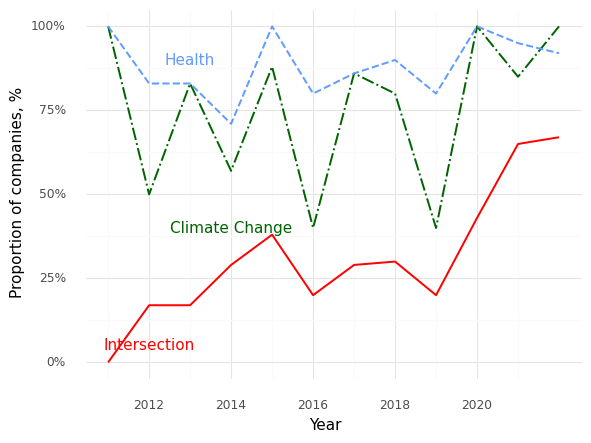 100%
Health
75%
Proportion of companies, %
50%
Climate Change
25%
Intersection
0%
2012 2014 2016 2018 2020
Year